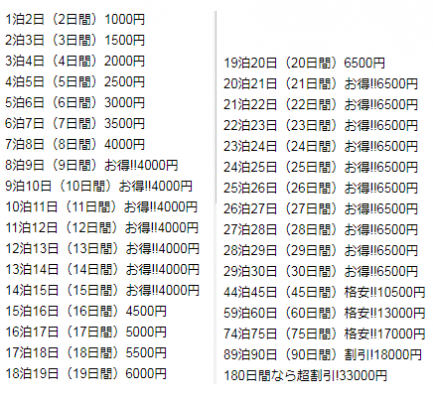 1泊2日（2日間）1000円
2泊3日（3日間）1500円
3泊4日（4日間）2000円
4泊5日（5日間）2500円
5泊6日（6日間）3000円
6泊7日（7日間）3500円
7泊8日（8日間）4000円
8泊9日（9日間）お得!!4000円
9泊10日（10日間）お得!!4000円
10泊11日（11日間）お得!!4000円
11泊12日（12日間）お得!!4000円
12泊13日（13日間）お得!!4000円
13泊14日（14日間）お得!!4000円
14泊15日（15日間）お得!!4000円
15泊16日（16日間）4500円
16泊17日（17日間）5000円
17泊18日（18日間）5500円
18泊19日（19日間）6000円
19泊20日（20日間）6500円
20泊21日（21日間）お得!!6500円
21泊22日（22日間）お得!!6500円
22泊23日（23日間）お得!!6500円
23泊24日（24日間）お得!!6500円
24泊25日（25日間）お得!!6500円
25泊26日（26日間）お得!!6500円
26泊27日（27日間）お得!!6500円
27泊28日（28日間）お得!!6500円
28泊29日（29日間）お得!!6500円
29泊30日（30日間）お得!!6500円
44泊45日（45日間）格安!!10500円
59泊60日（60日間）格安!!13000円
74泊75日（75日間）格安!!17000円
89泊90日（90日間）割引!18000円
180日間なら超割引!33000円